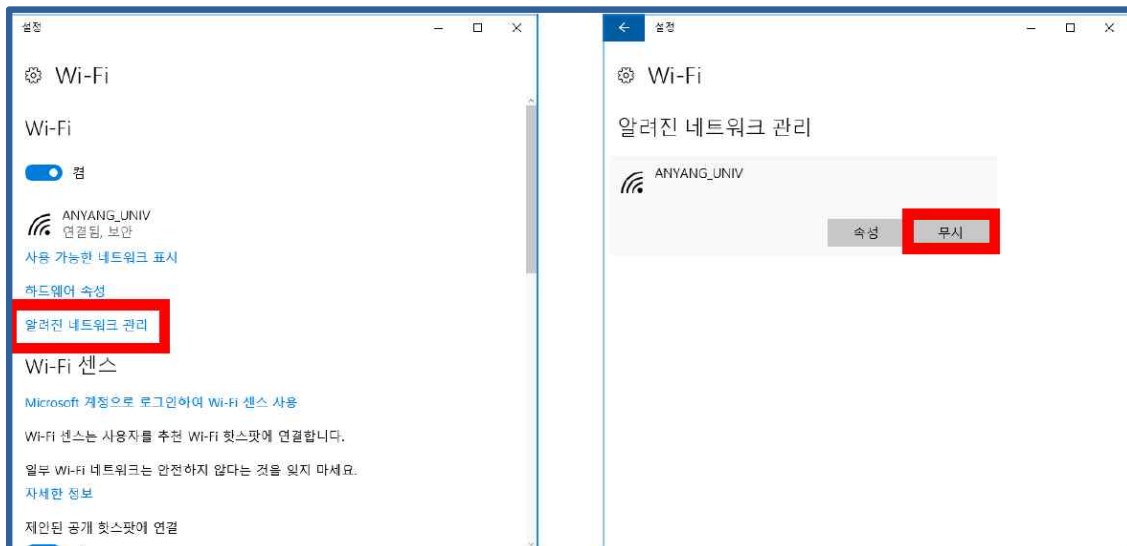 설정
Wi-Fi
Wi-Fi
켬
ANYANG_UNIV
연결됨, 보안
사용 가능한 네트워크 표시
하드웨어 속성
알려진 네트워크 관리
Wi-Fi 센스
Microsoft 계정으로 로그인하여 Wi-Fi 센스 사용
Wi-Fi 센스는 사용자를 추천 Wi-Fi 핫스팟에 연결합니다.
일부 Wi-Fi 네트워크는 안전하지 않다는 것을 잊지 마세요.
자세한 정보
제안된 공개 핫스팟에 연결
설정
Wi-Fi
알려진 네트워크 관리
ANYANG_UNIV
속성
무시